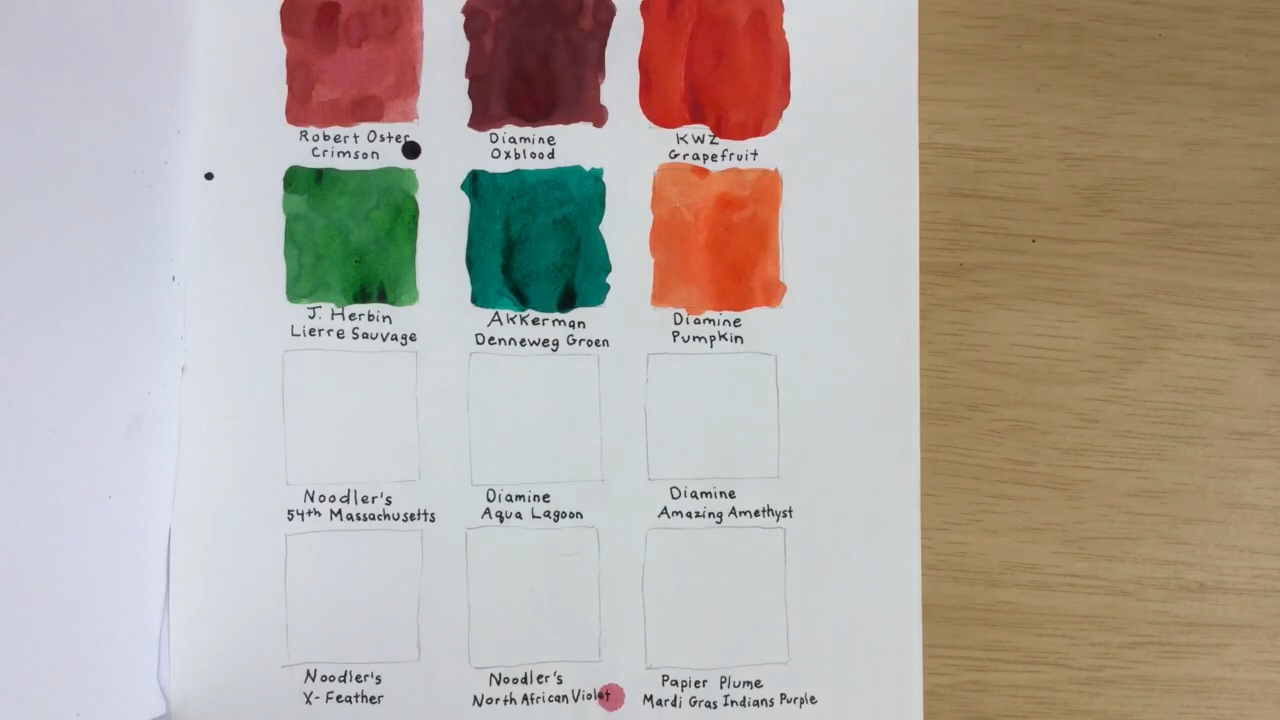 Robert Oster
Crimson
Diamine
Oxblood
KWZ
Grapefruit
J. Herbin
Lierre Sauvage
Akkerman
Denneweg Groen
Diamine
Pumpkin
Noodler's
54th Massachusetts
Diamine
Aqua Lagoon
Diamine
Amazing Amethyst
Noodler's
X-Feather
Noodler's
North African Violet
Papier Plume
Mardi Gras Indians Purple